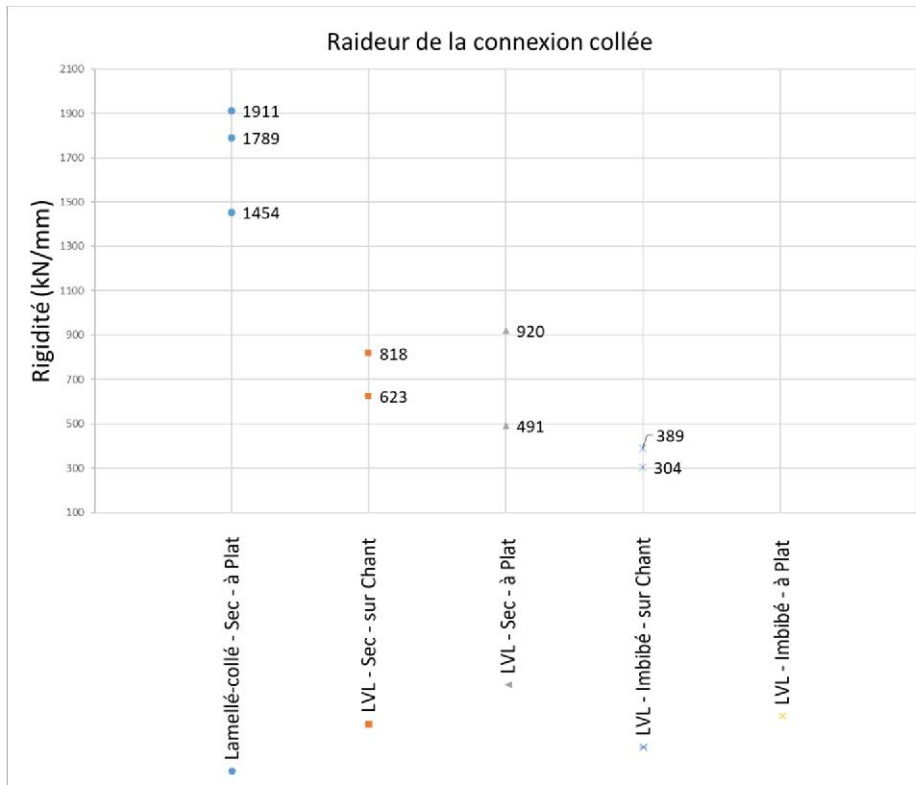 Raideur de la connexion collée
Rigidité (kN/mm)
2100
1900
1700
1500
1300
1100
900
700
500
300
100
1911
1789
1454
818
623
920
491
389
304
Lamellé-collé - Sec - à Plat
LVL - Sec - sur Chant
LVL - Sec - à Plat
LVL - Imbibé - sur Chant
LVL - Imbibé - à Plat